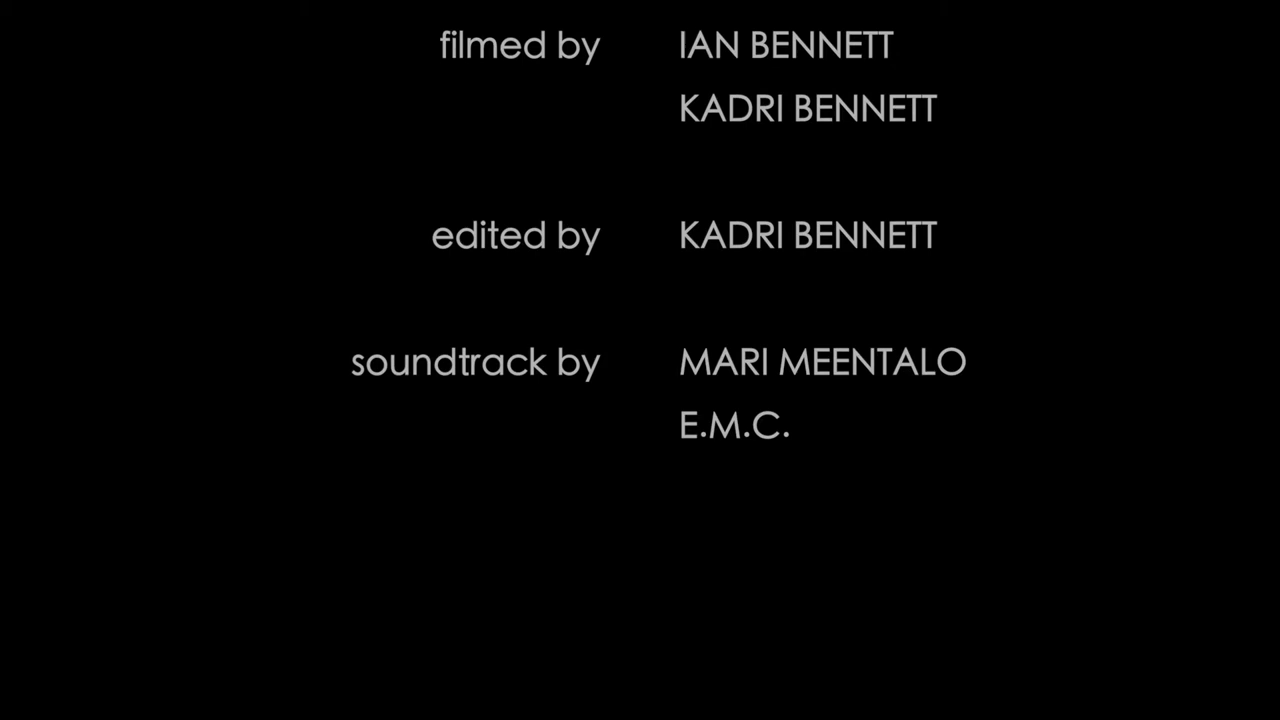 filmed by IAN BENNETT
KADRI BENNETT
edited by KADRI BENNETT
soundtrack by MARI MEENTALO
E.M.C.